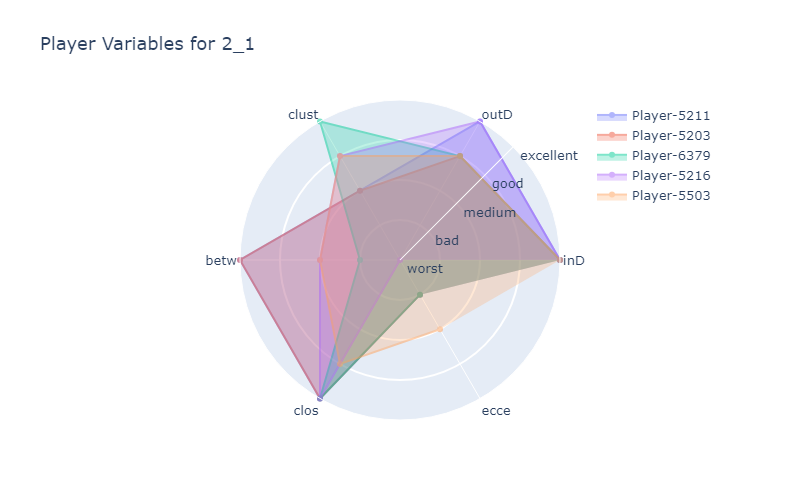 Player Variables for 2_1
clust
outD
Player-5211
Player-5203
Player-6379
Player-5216
Player-5503
excellent
good
medium
bad
worst
betw
inD
clos
ecce